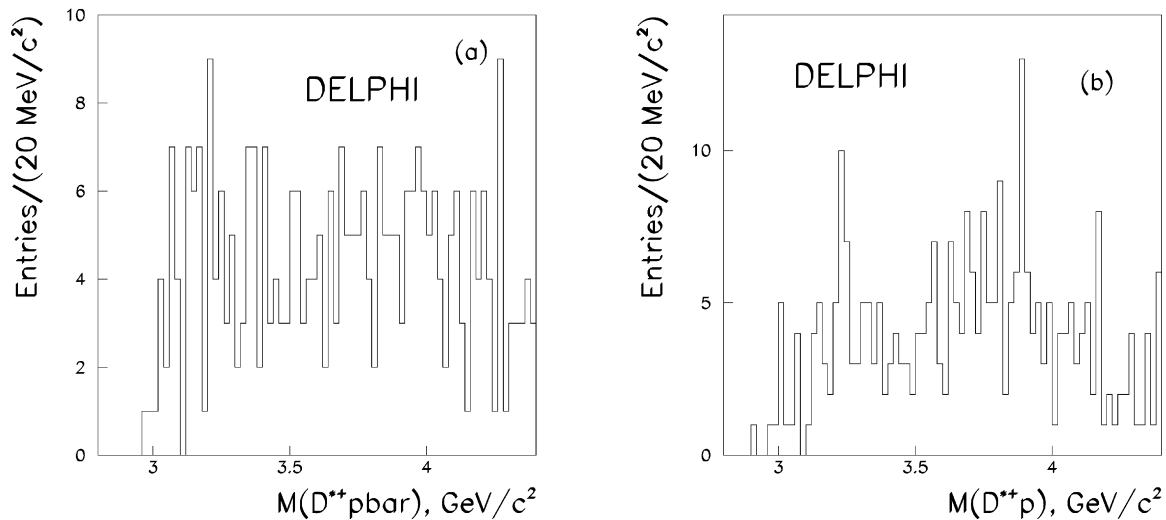 Entries/(20 MeV/c²)
10
8
6
4
2
0
(a)
DELPHI
3
3.5
4
M(D*⁺pbar), GeV/c²
Entries/(20 MeV/c²)
10
5
0
DELPHI
(b)
3
3.5
4
M(D*⁺p), GeV/c²